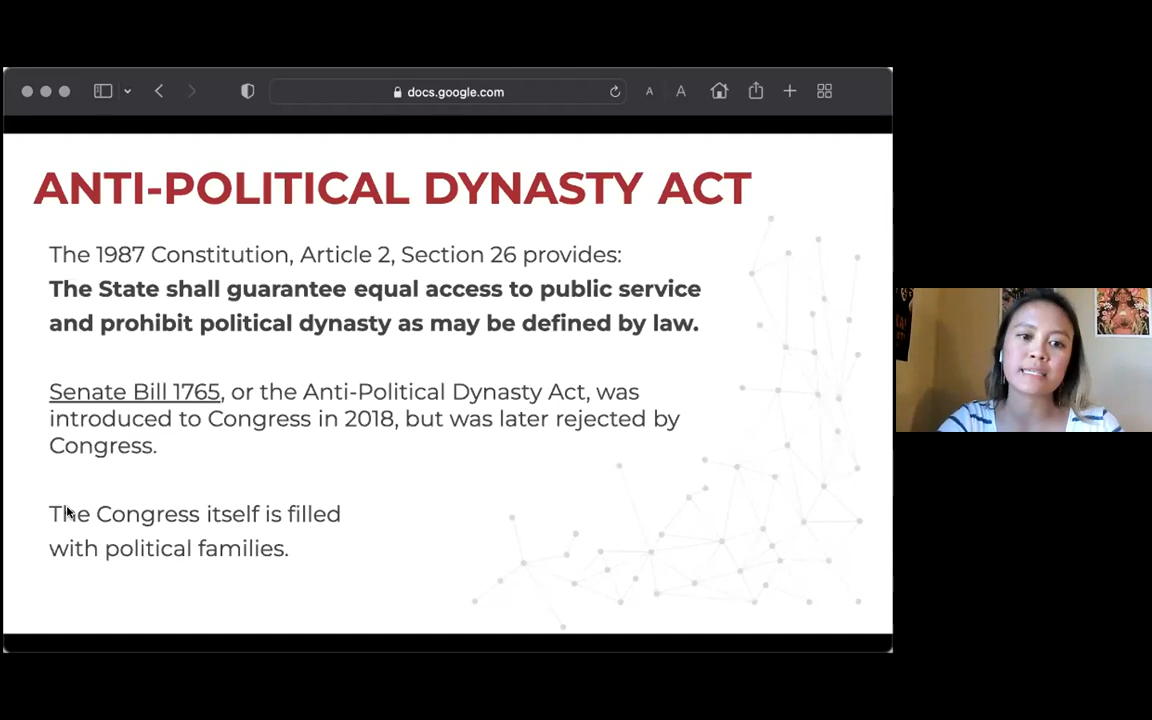 docs.google.com
A A
ANTI-POLITICAL DYNASTY ACT
The 1987 Constitution, Article 2, Section 26 provides:
The State shall guarantee equal access to public service
and prohibit political dynasty as may be defined by law.
Senate Bill 1765, or the Anti-Political Dynasty Act, was
introduced to Congress in 2018, but was later rejected by
Congress.
The Congress itself is filled
with political families.